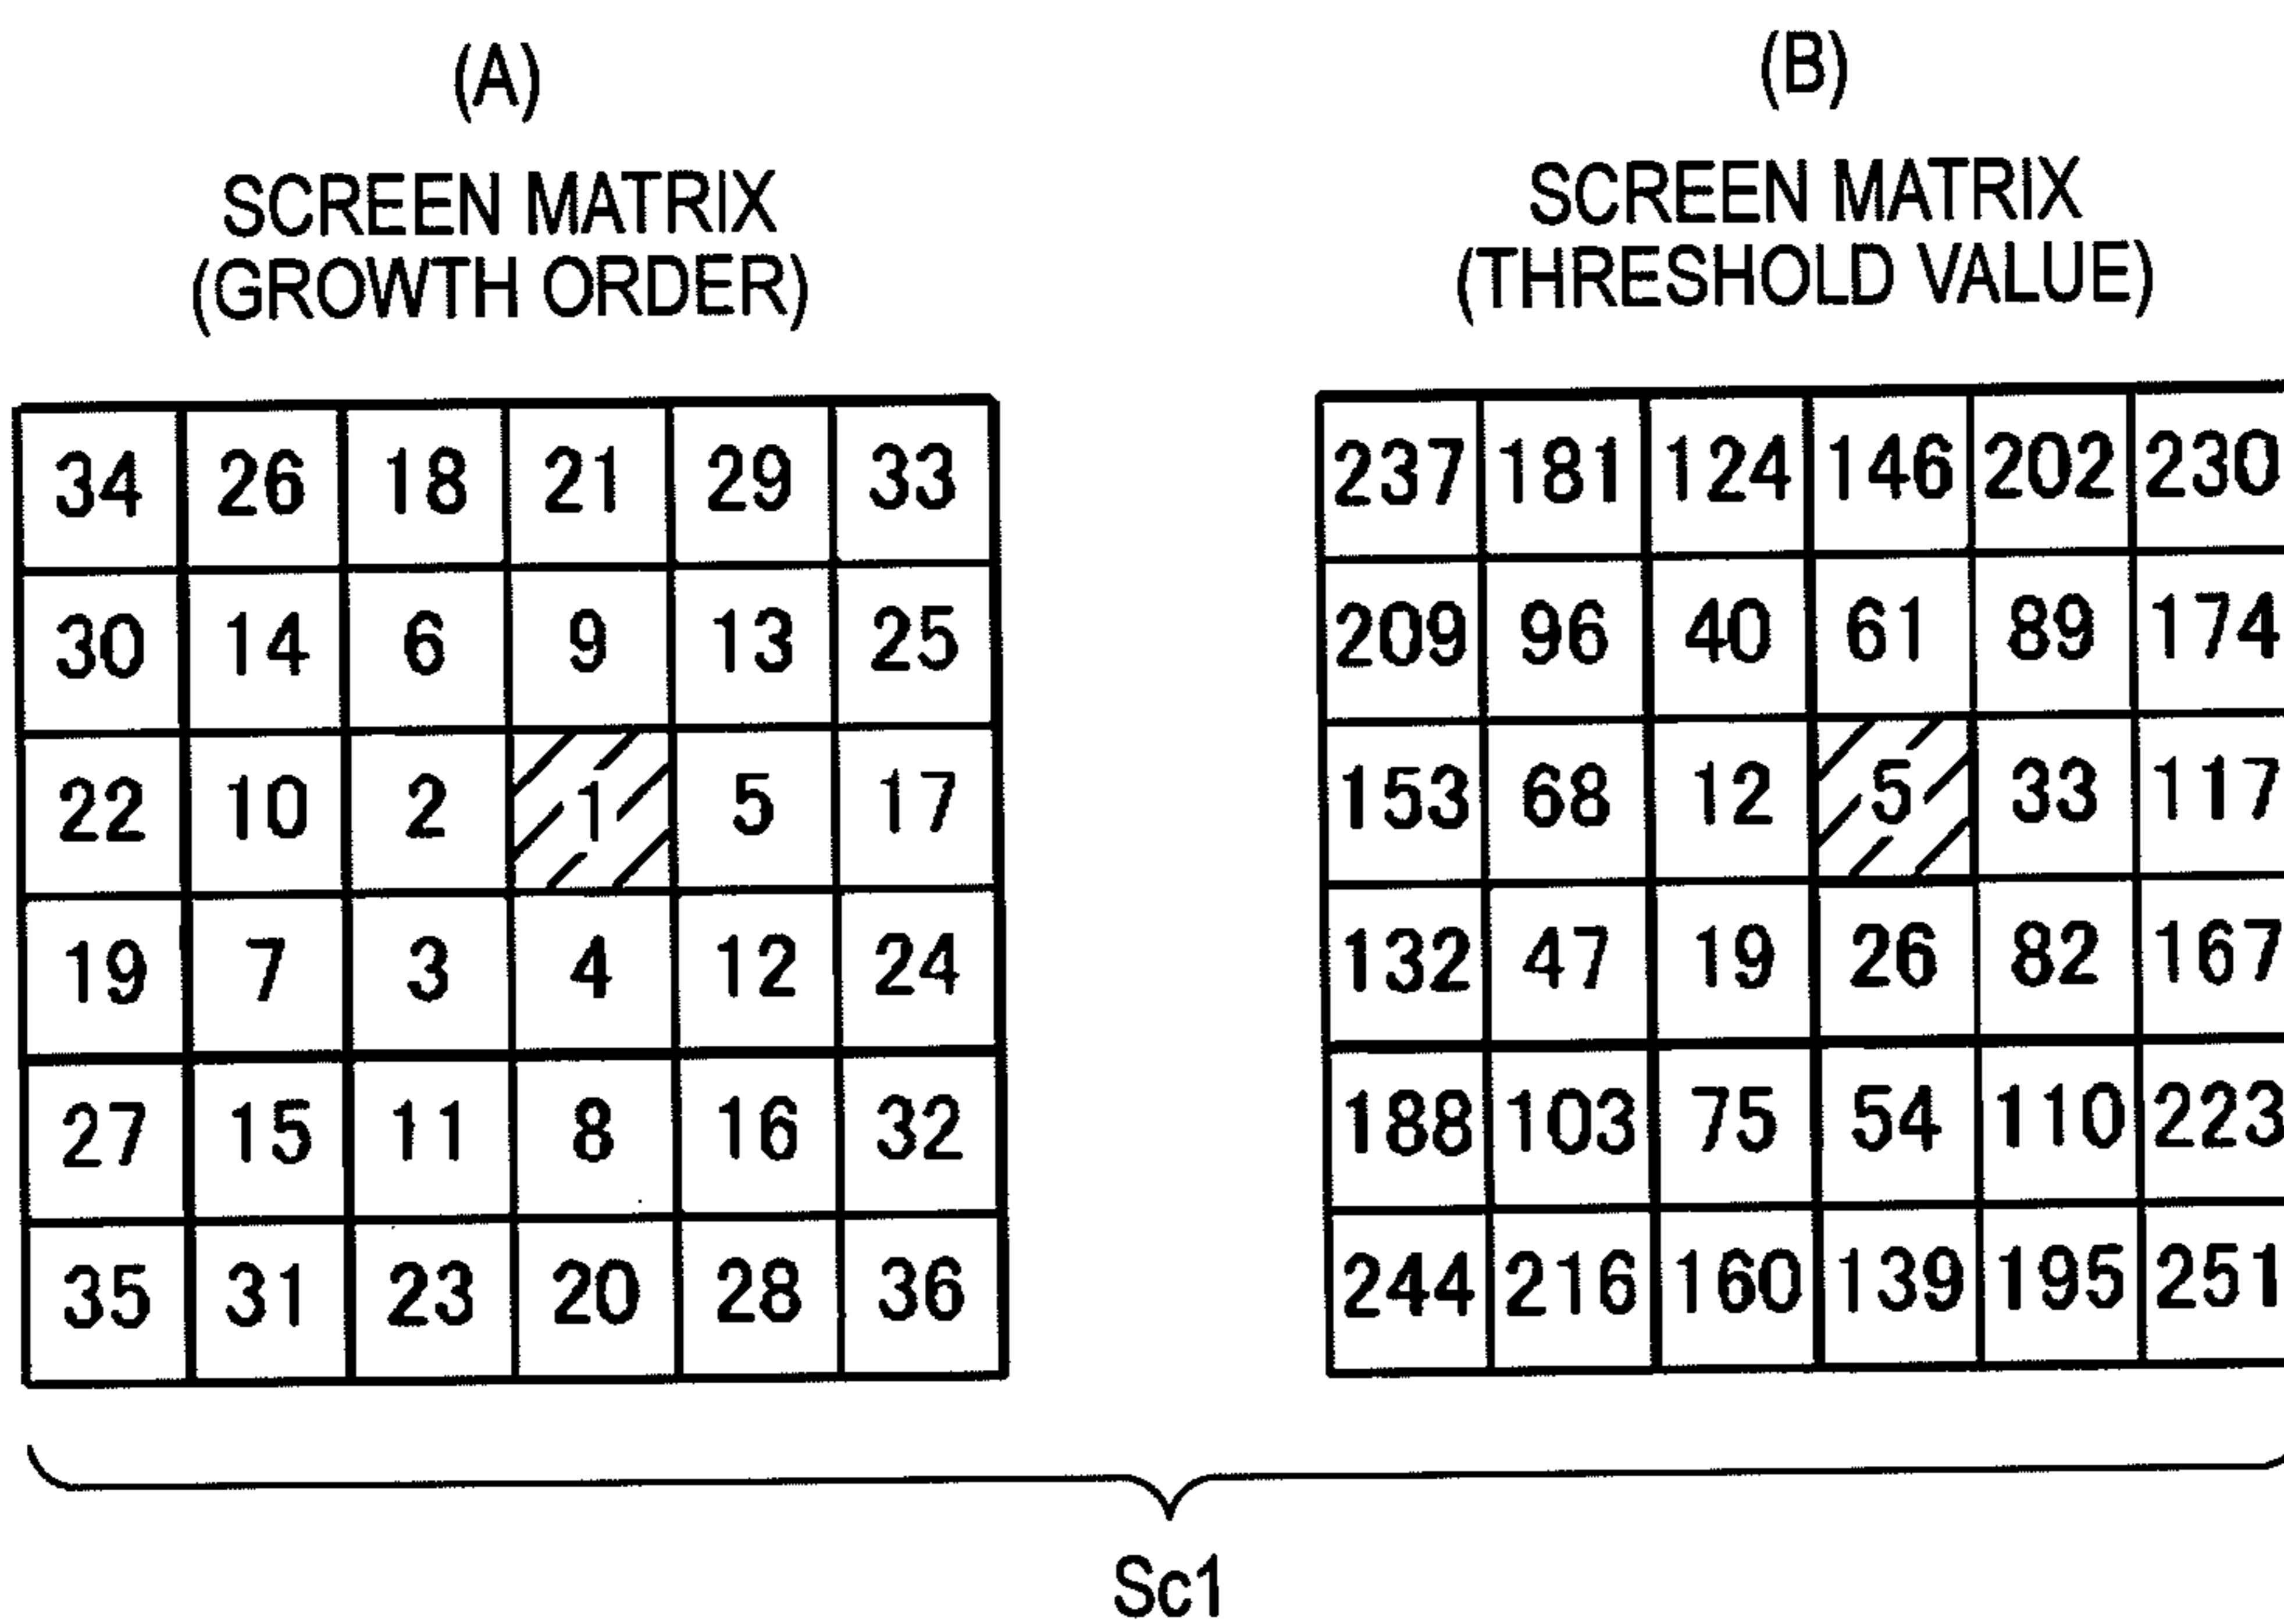 (A)
SCREEN MATRIX
(GROWTH ORDER)
34 26 18 21 29 33
30 14 6 9 13 25
22 10 2 1 5 17
19 7 3 4 12 24
27 15 11 8 16 32
35 31 23 20 28 36
(B)
SCREEN MATRIX
(THRESHOLD VALUE)
237 181 124 146 202 230
209 96 40 61 89 174
153 68 12 5 33 117
132 47 19 26 82 167
188 103 75 54 110 223
244 216 160 139 195 251
Sc1